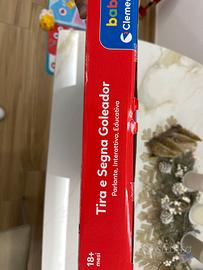 baby
Clementoni
Tira e Segna Goleador
Parlante, Interattivo, Educativo
18+
mesi